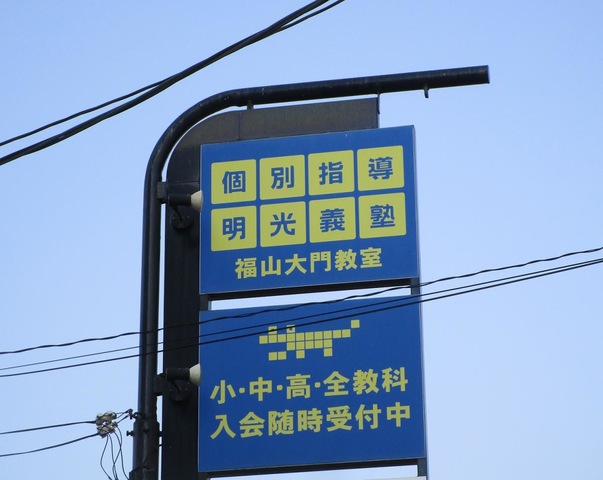 個別指導
明光義塾
福山大門教室
小・中・高・全教科
入会随時受付中